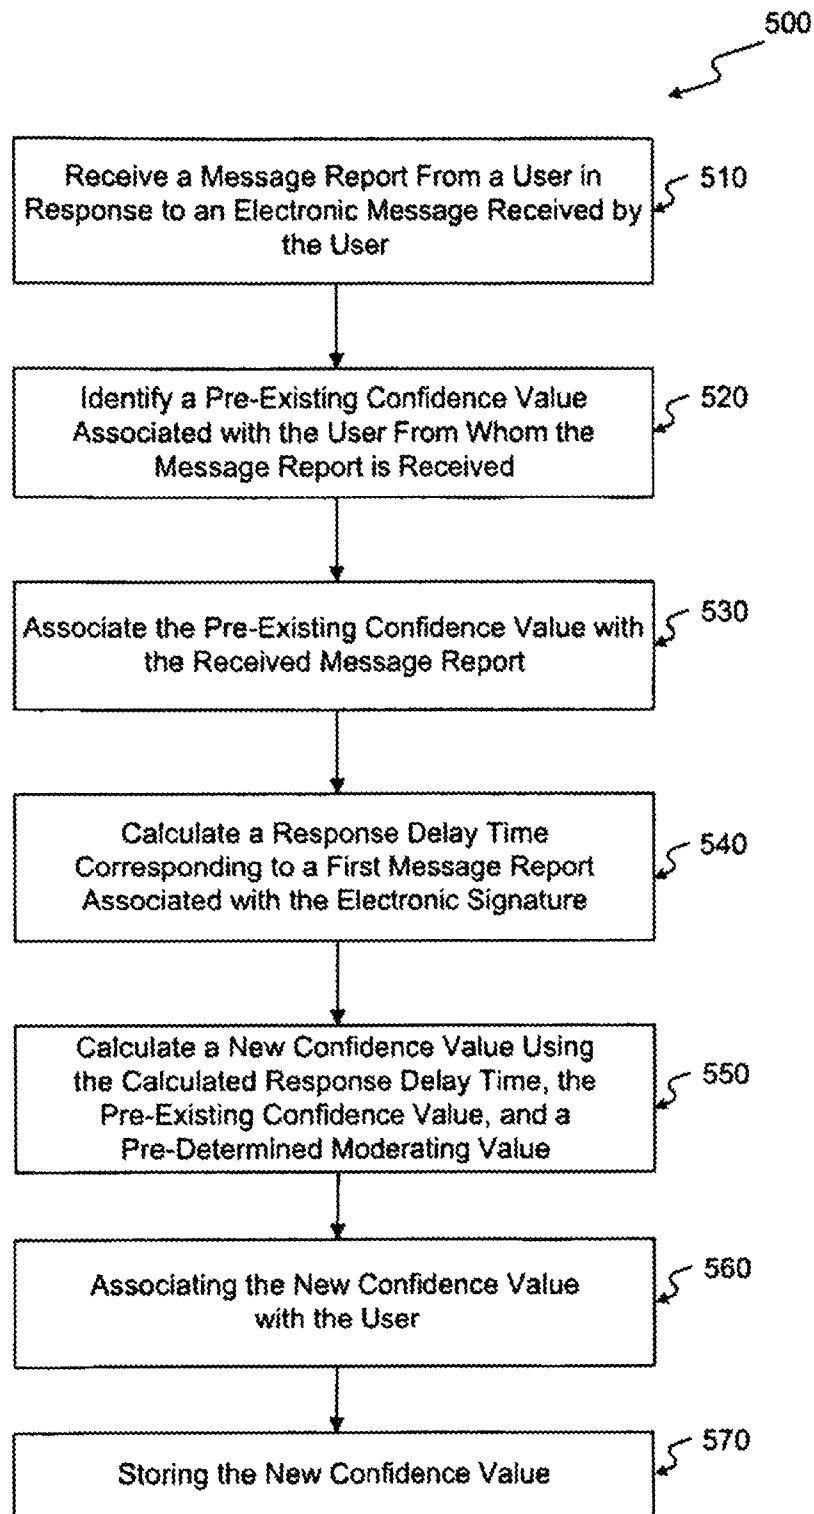 500
Receive a Message Report From a User in
Response to an Electronic Message Received by
the User
510
Identify a Pre-Existing Confidence Value
Associated with the User From Whom the
Message Report is Received
520
Associate the Pre-Existing Confidence Value with
the Received Message Report
530
Calculate a Response Delay Time
Corresponding to a First Message Report
Associated with the Electronic Signature
540
Calculate a New Confidence Value Using
the Calculated Response Delay Time, the
Pre-Existing Confidence Value, and a
Pre-Determined Moderating Value
550
Associating the New Confidence Value
with the User
560
Storing the New Confidence Value
570